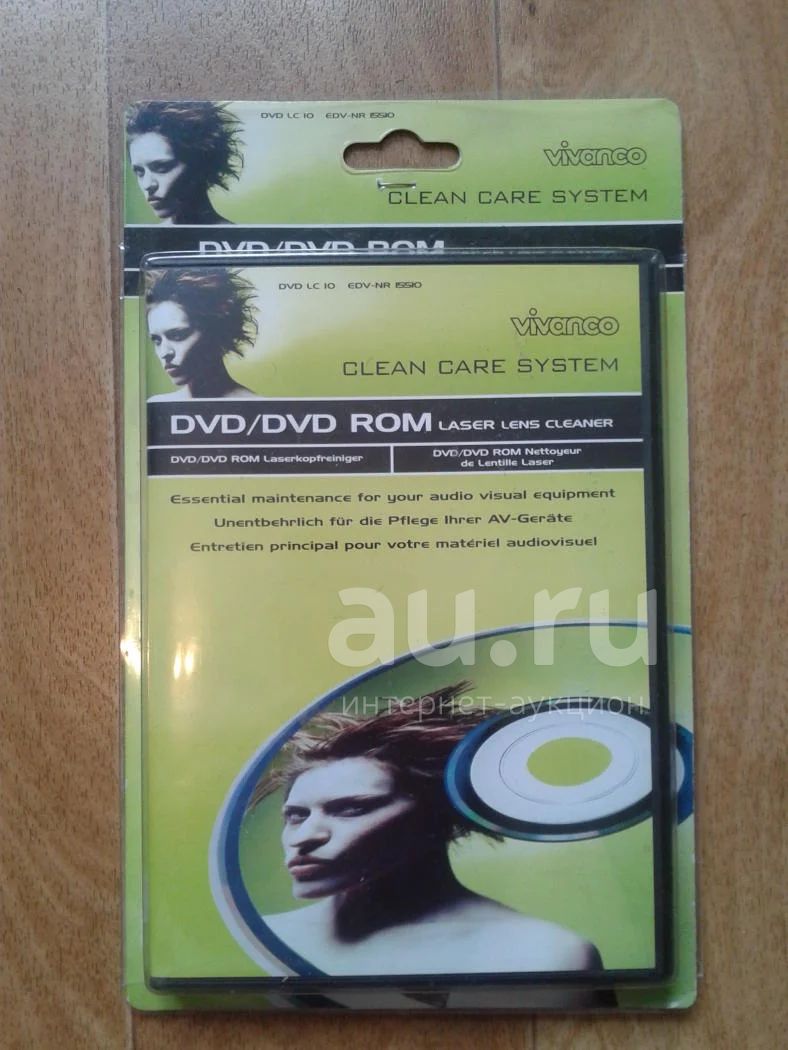 DVD LC 10 EDV-NR 15510
vivanco
CLEAN CARE SYSTEM
DVD/DVD ROM
DVD LC 10 EDV-NR 15510
vivanco
CLEAN CARE SYSTEM
DVD/DVD ROM LASER LENS CLEANER
DVD/DVD ROM Laserkopfreiniger
DVD/DVD ROM Nettoyeur
de Lentille Laser
Essential maintenance for your audio visual equipment
Unentbehrlich für die Pflege Ihrer AV-Geräte
Entretien principal pour votre matériel audiovisuel
au.ru
интернет-аукцион